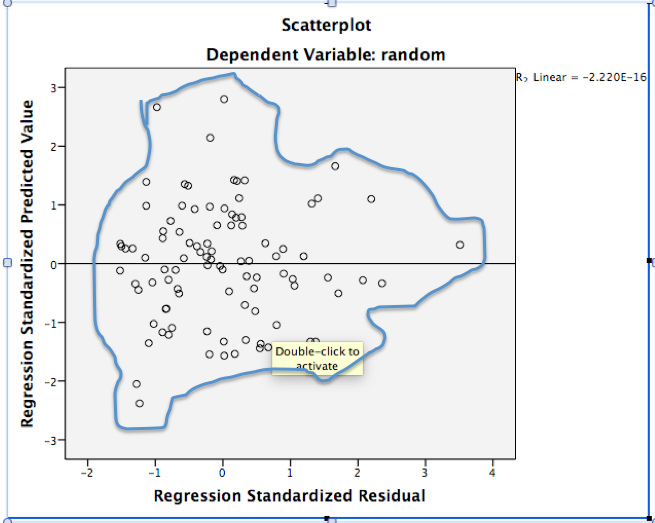 Scatterplot
Dependent Variable: random
R₂ Linear = -2.220E-16
Regression Standardized Predicted Value
3
2
1
0
-1
-2
-3
Double-click to
activate
-2
-1
0
1
2
3
4
Regression Standardized Residual